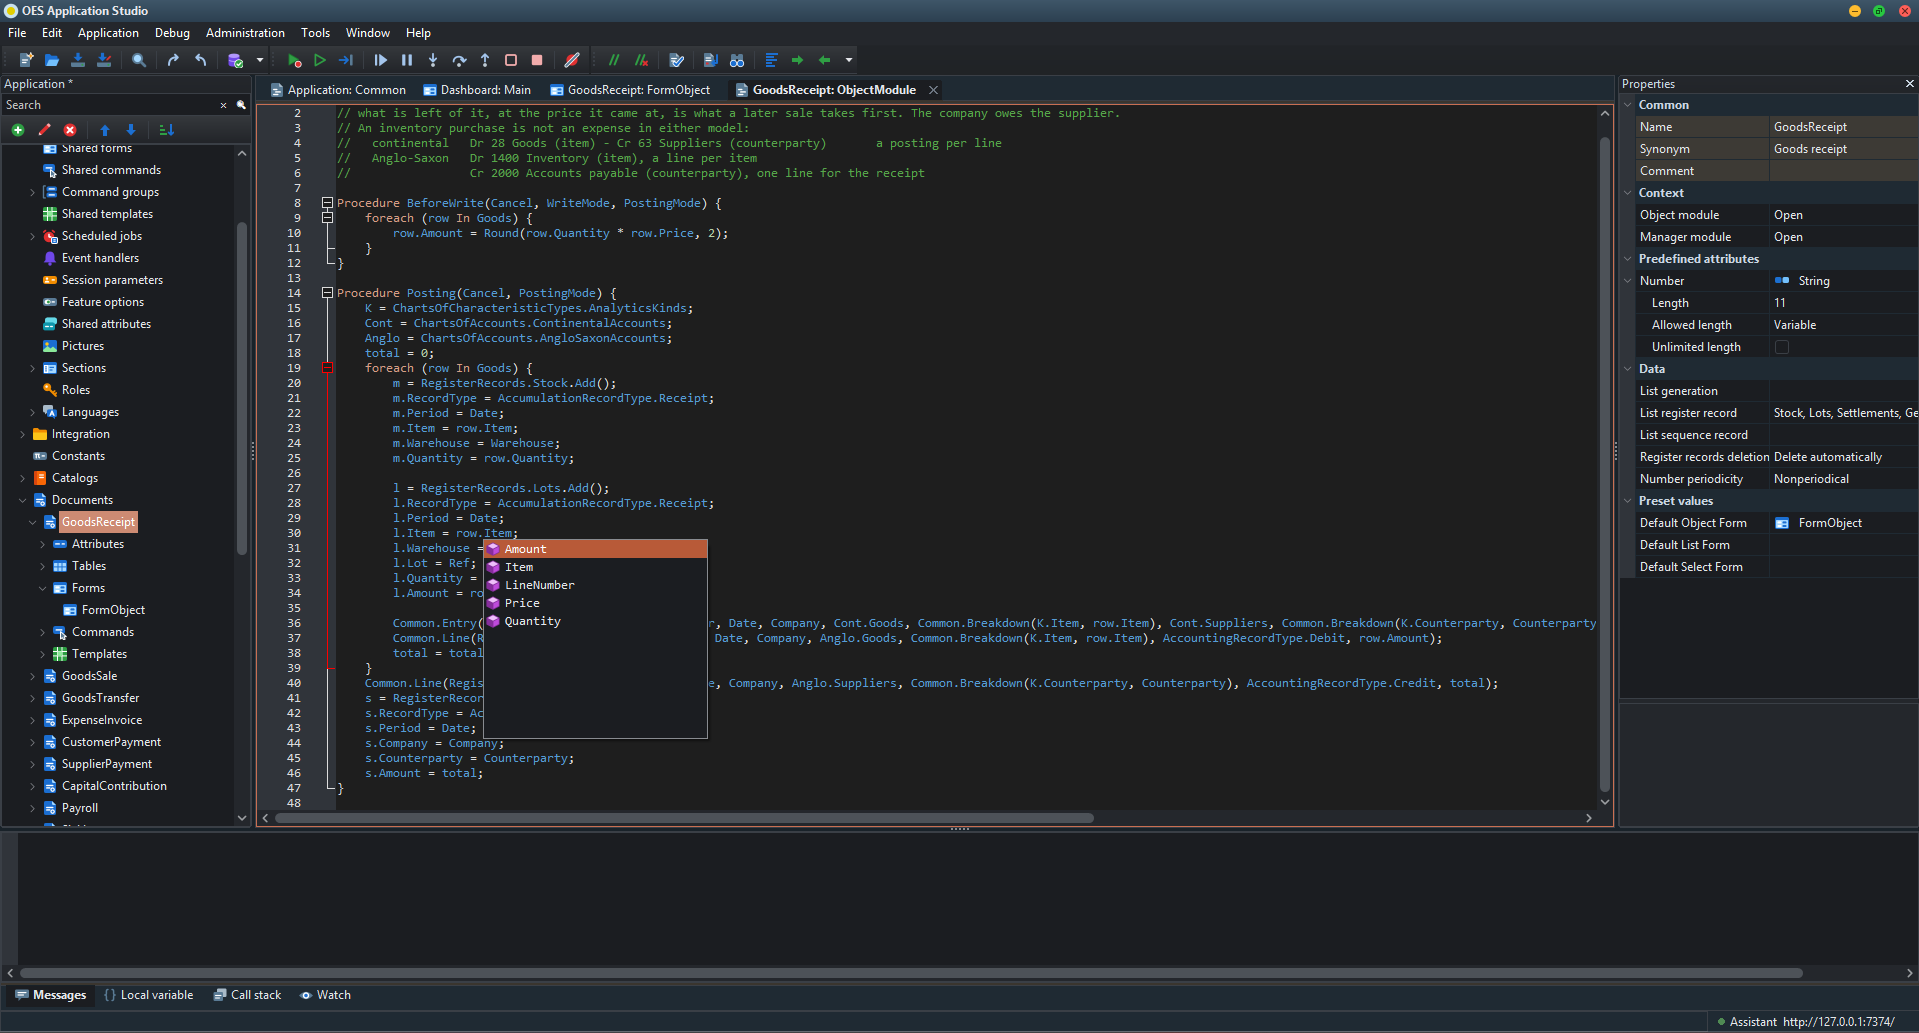 OES Application Studio
File Edit Application Debug Administration Tools Window Help
Application *
Search
Shared forms
Shared commands
Command groups
Shared templates
Scheduled jobs
Event handlers
Session parameters
Feature options
Shared attributes
Pictures
Sections
Roles
Languages
Integration
Constants
Catalogs
Documents
GoodsReceipt
Attributes
Tables
Forms
FormObject
Commands
Templates
GoodsSale
GoodsTransfer
ExpenseInvoice
CustomerPayment
SupplierPayment
CapitalContribution
Payroll
Application: Common Dashboard: Main GoodsReceipt: FormObject GoodsReceipt: ObjectModule
2 // what is left of it, at the price it came at, is what a later sale takes first. The company owes the supplier.
3 // An inventory purchase is not an expense in either model:
4 // continental Dr 28 Goods (item) - Cr 63 Suppliers (counterparty) a posting per line
5 // Anglo-Saxon Dr 1400 Inventory (item), a line per item
6 // Cr 2000 Accounts payable (counterparty), one line for the receipt
7
8 Procedure BeforeWrite(Cancel, WriteMode, PostingMode) {
9 foreach (row In Goods) {
10 row.Amount = Round(row.Quantity * row.Price, 2);
11 }
12 }
13
14 Procedure Posting(Cancel, PostingMode) {
15 K = ChartsOfCharacteristicTypes.AnalyticsKinds;
16 Cont = ChartsOfAccounts.ContinentalAccounts;
17 Anglo = ChartsOfAccounts.AngloSaxonAccounts;
18 total = 0;
19 foreach (row In Goods) {
20 m = RegisterRecords.Stock.Add();
21 m.RecordType = AccumulationRecordType.Receipt;
22 m.Period = Date;
23 m.Item = row.Item;
24 m.Warehouse = Warehouse;
25 m.Quantity = row.Quantity;
26
27 l = RegisterRecords.Lots.Add();
28 l.RecordType = AccumulationRecordType.Receipt;
29 l.Period = Date;
30 l.Item = row.Item;
31 l.Warehouse =
32 l.Lot = Ref;
33 l.Quantity =
34 l.Amount = ro
35
36 Common.Entry( r, Date, Company, Cont.Goods, Common.Breakdown(K.Item, row.Item), Cont.Suppliers, Common.Breakdown(K.Counterparty, Counterparty
37 Common.Line(R Date, Company, Anglo.Goods, Common.Breakdown(K.Item, row.Item), AccountingRecordType.Debit, row.Amount);
38 total = total
39 }
40 Common.Line(Regis e, Company, Anglo.Suppliers, Common.Breakdown(K.Counterparty, Counterparty), AccountingRecordType.Credit, total);
41 s = RegisterRecor
42 s.RecordType = Ac
43 s.Period = Date;
44 s.Company = Company;
45 s.Counterparty = Counterparty;
46 s.Amount = total;
47 }
48
Amount
Item
LineNumber
Price
Quantity
Properties
Common
Name GoodsReceipt
Synonym Goods receipt
Comment
Context
Object module Open
Manager module Open
Predefined attributes
Number String
Length 11
Allowed length Variable
Unlimited length
Data
List generation
List register record Stock, Lots, Settlements, Ge
List sequence record
Register records deletion Delete automatically
Number periodicity Nonperiodical
Preset values
Default Object Form FormObject
Default List Form
Default Select Form
Messages Local variable Call stack Watch
Assistant http://127.0.0.1:7374/